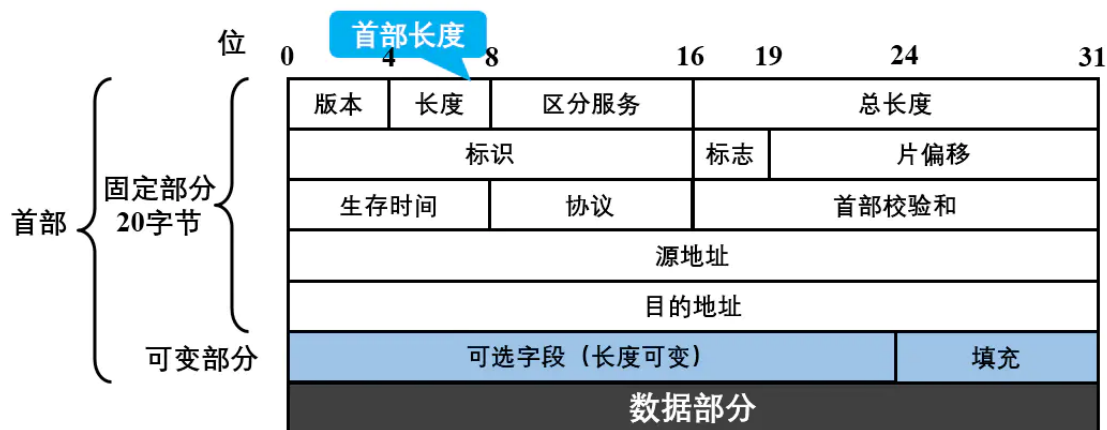 首部长度
位 0 4 8 16 19 24 31
版本 长度 区分服务 总长度
标识 标志 片偏移
固定部分
20字节
首部
生存时间 协议 首部校验和
源地址
目的地址
可变部分 可选字段（长度可变） 填充
数据部分